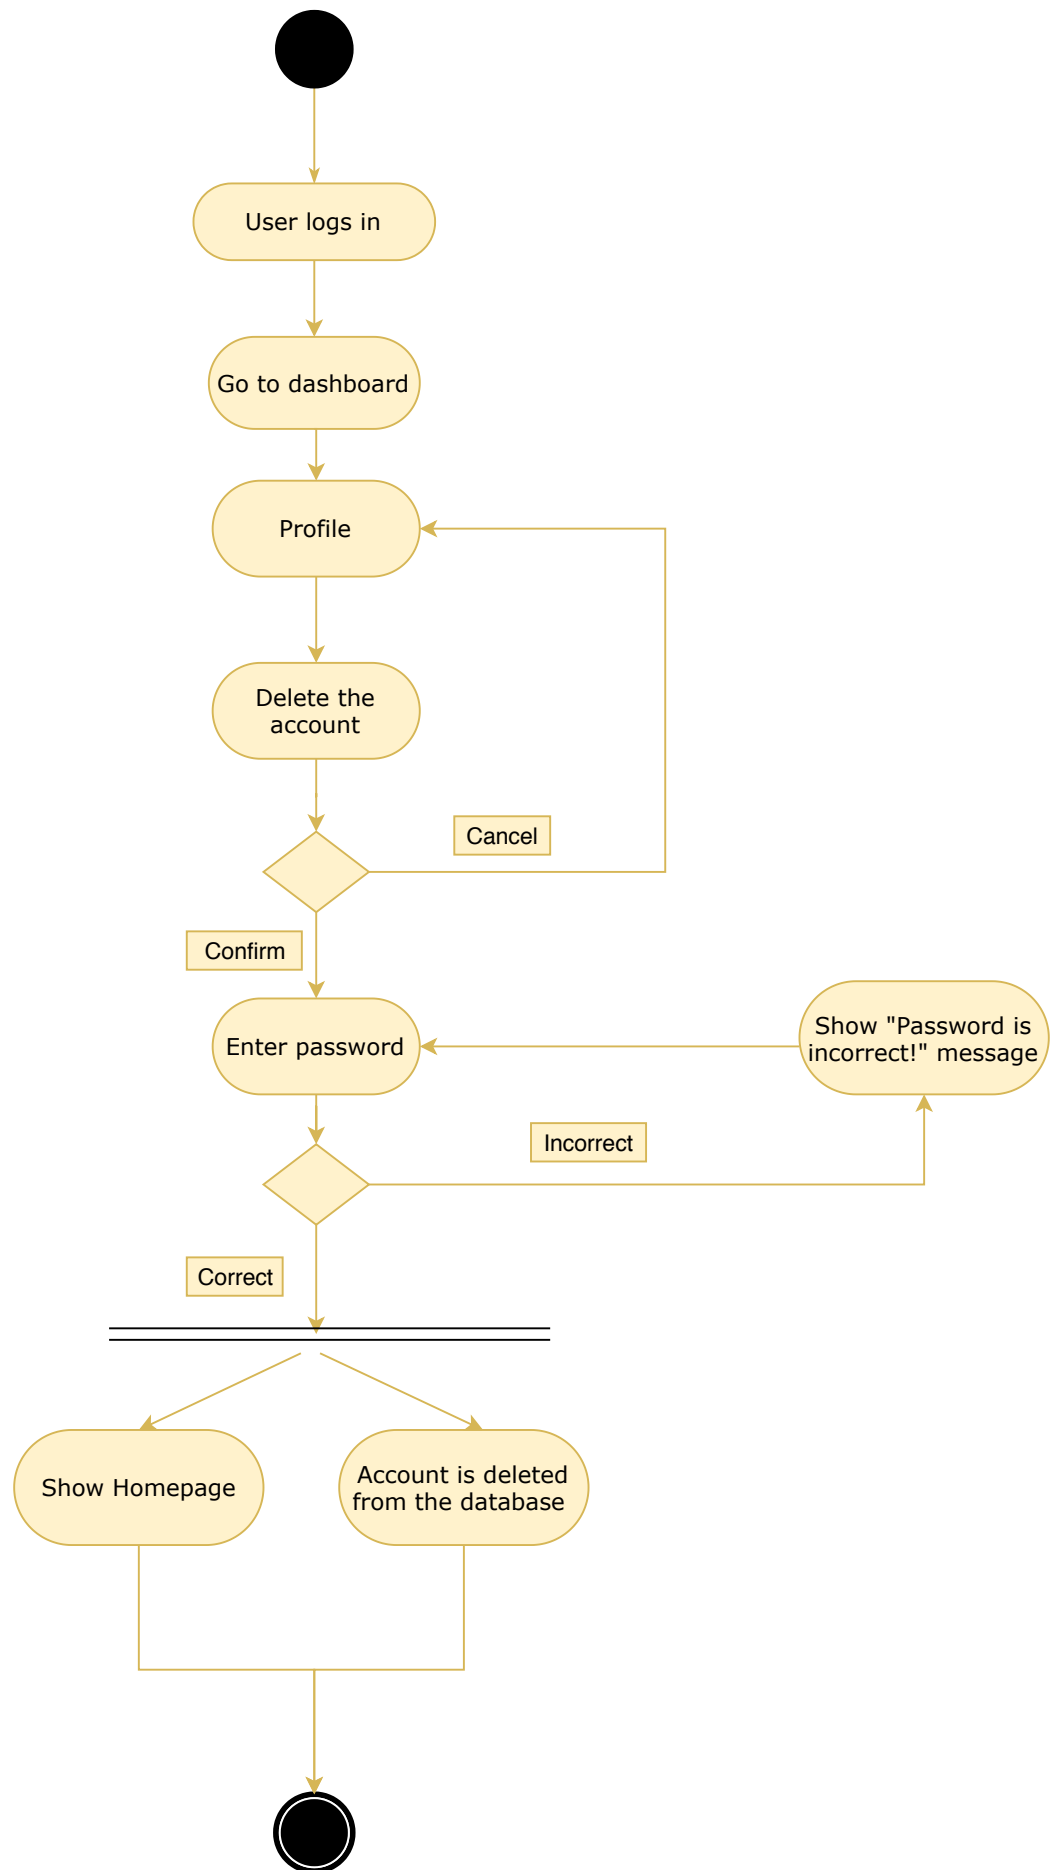 User logs in
Go to dashboard
Profile
Delete the
account
Cancel
Confirm
Enter password
Show "Password is
incorrect!" message
Incorrect
Correct
Show Homepage
Account is deleted
from the database